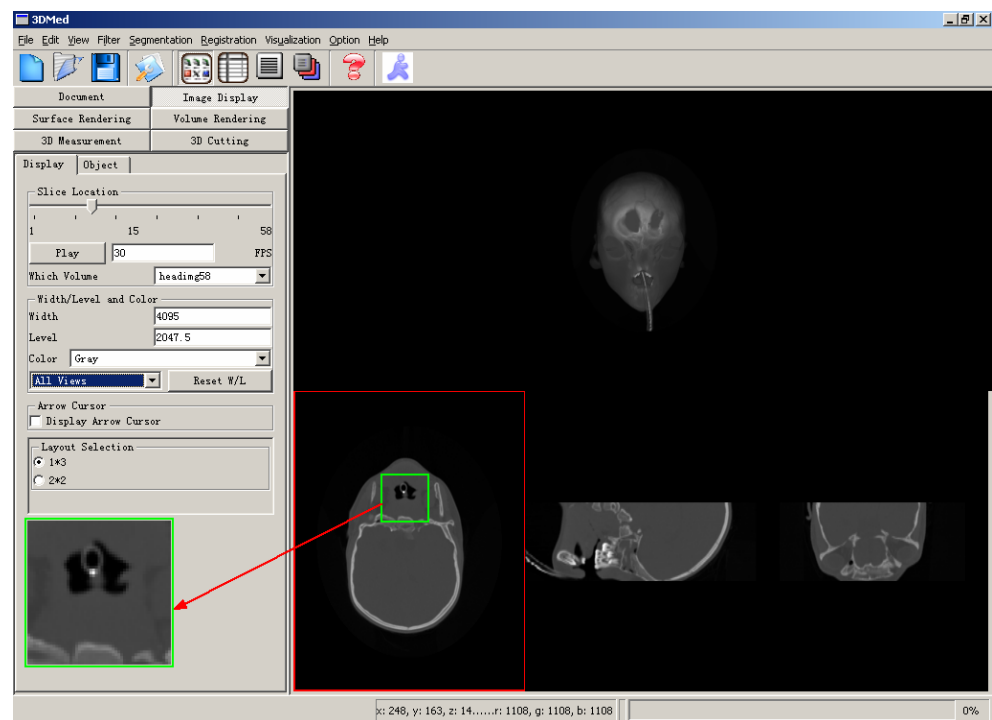 3DMed
File Edit View Filter Segmentation Registration Visualization Option Help
Document Image Display
Surface Rendering Volume Rendering
3D Measurement 3D Cutting
Display Object
Slice Location
1 15 58
Play 30 FPS
Which Volume heading58
Width/Level and Color
Width 4095
Level 2047.5
Color Gray
All Views Reset W/L
Arrow Cursor
Display Arrow Cursor
Layout Selection
1*3
2*2
x: 248, y: 163, z: 14......r: 1108, g: 1108, b: 1108 0%